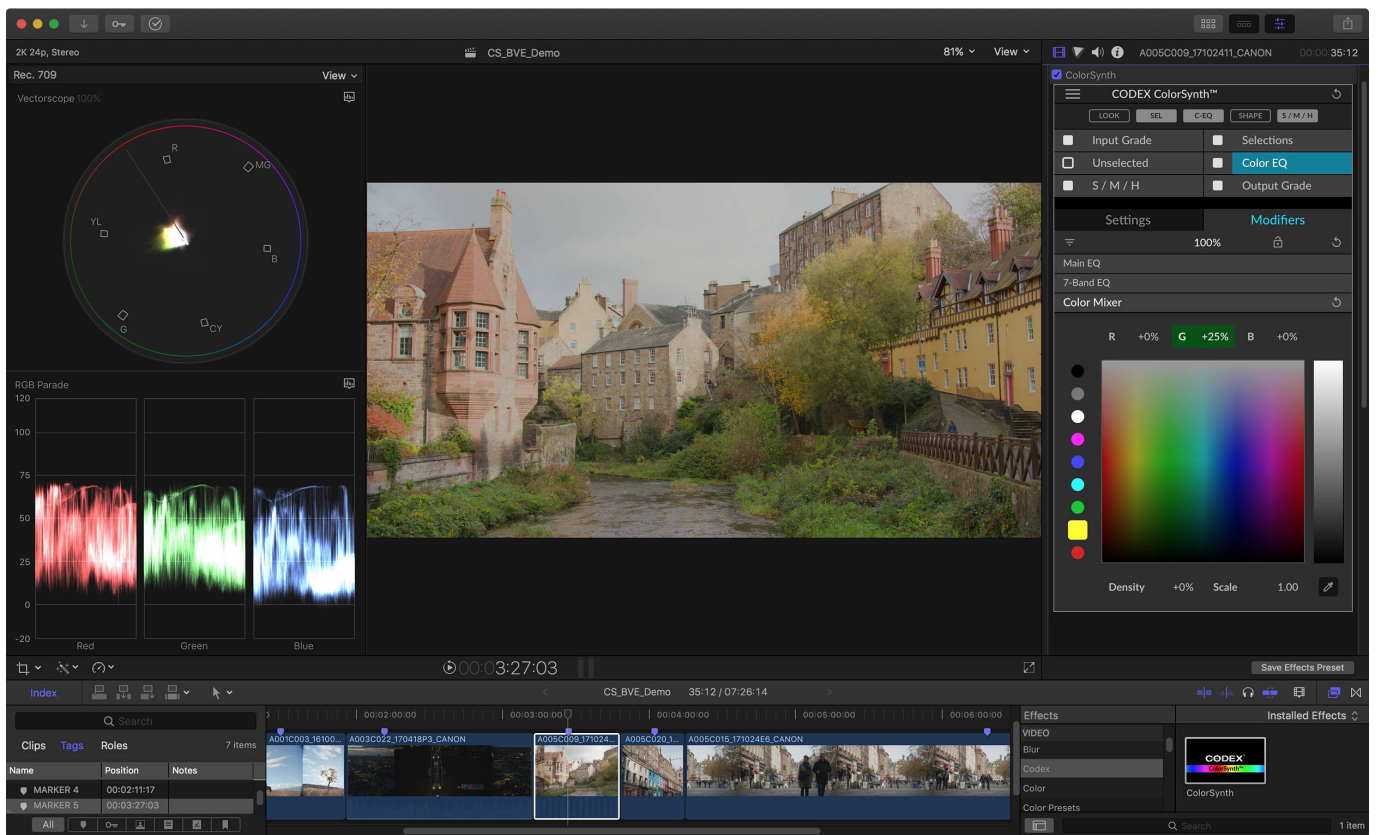 2K 24p, Stereo
CS_BVE_Demo
81%
View
A005C009_17102411_CANON
00:00:35:12
Rec. 709
View
Vectorscope 100%
R
MG
YL
B
G
CY
RGB Parade
120
100
75
50
25
0
-20
Red
Green
Blue
ColorSynth
CODEX ColorSynth™
LOOK
SEL
C-EQ
SHAPE
S / M / H
Input Grade
Selections
Unselected
Color EQ
S / M / H
Output Grade
Settings
Modifiers
100%
Main EQ
7-Band EQ
Color Mixer
R +0% G +25% B +0%
Density +0% Scale 1.00
Save Effects Preset
00:03:27:03
Index
CS_BVE_Demo 35:12 / 07:26:14
Search
Clips Tags Roles 7 items
Name Position Notes
MARKER 4 00:02:11:17
MARKER 5 00:03:27:03
All
00:02:00:00
00:03:00:00
00:04:00:00
00:05:00:00
00:06:00:00
A001C003_16100...
A003C022_170418P3_CANON
A005C009_171024...
A005C020_1...
A005C015_171024E6_CANON
Effects
Installed Effects
VIDEO
Blur
Codex
Color
Color Presets
CODEX
ColorSynth™
ColorSynth
Search
1 item